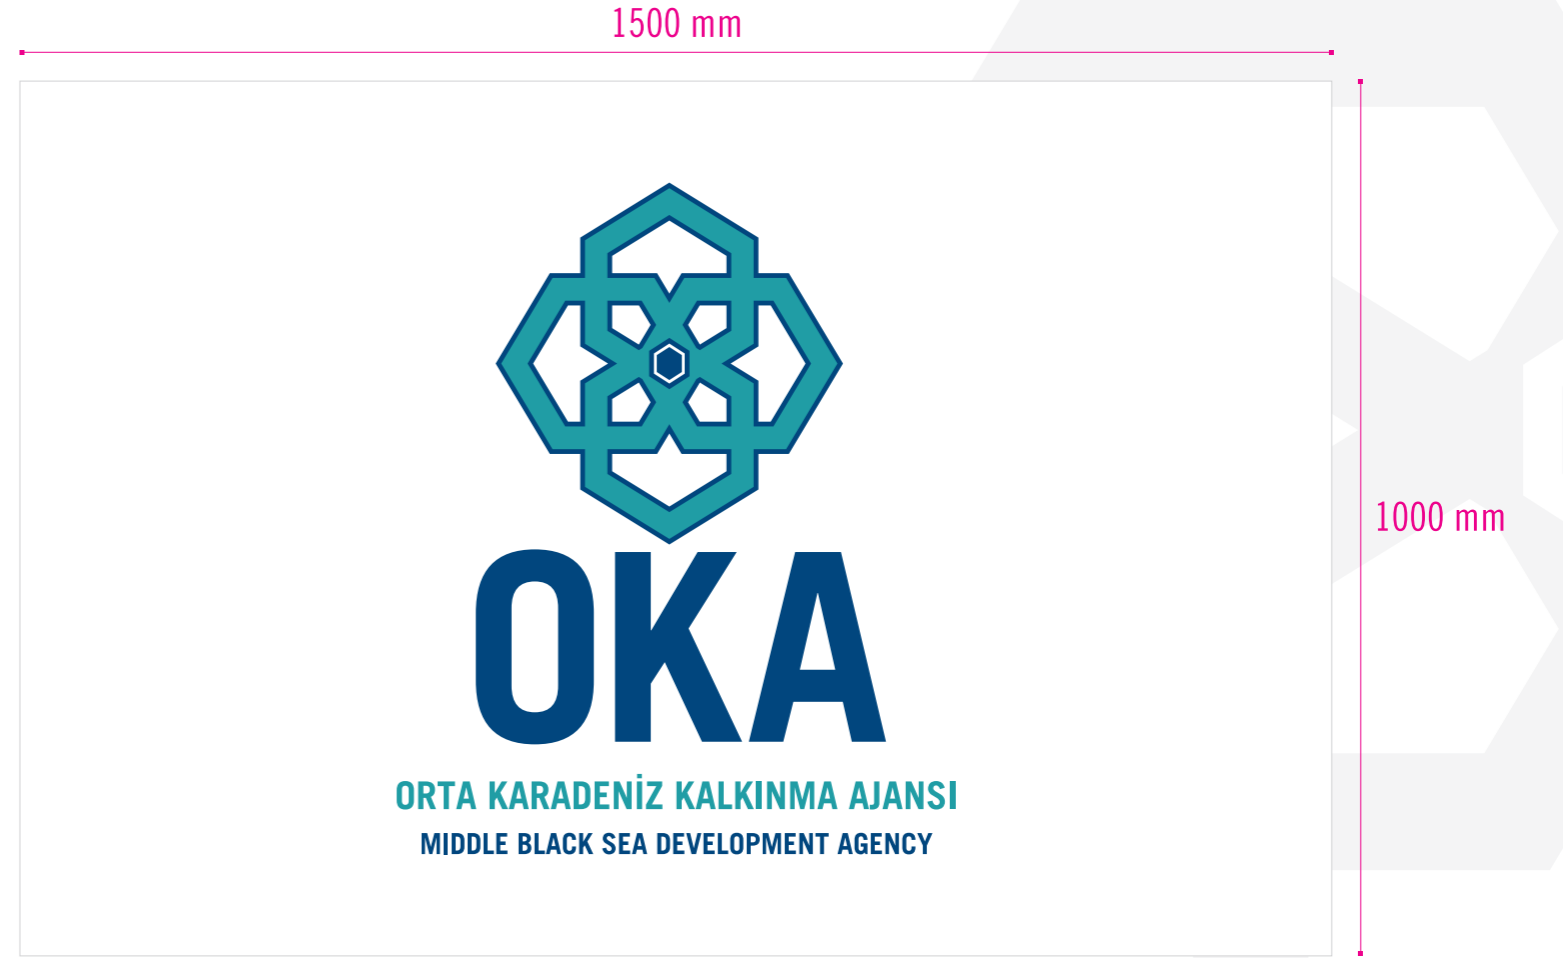 1500 mm
1000 mm
OKA
ORTA KARADENİZ KALKINMA AJANSI
MIDDLE BLACK SEA DEVELOPMENT AGENCY